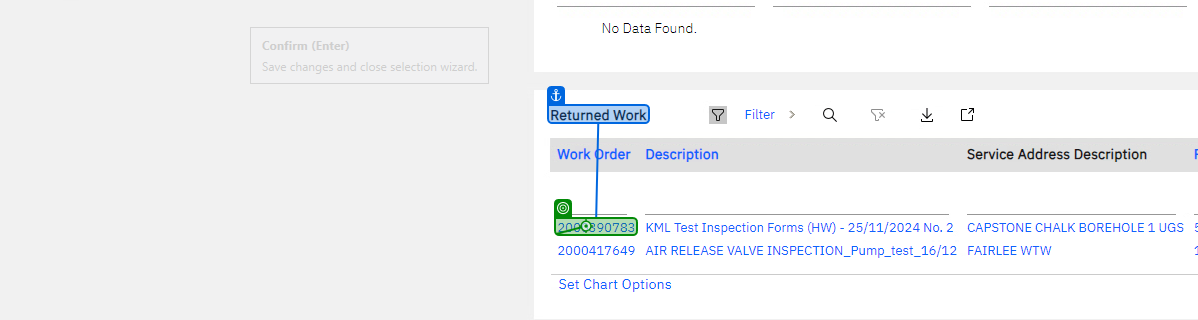 No Data Found.
Confirm (Enter)
Save changes and close selection wizard.
Returned Work
Filter
Work Order Description Service Address Description
KML Test Inspection Forms (HW) - 25/11/2024 No. 2 CAPSTONE CHALK BOREHOLE 1 UGS
2000417649 AIR RELEASE VALVE INSPECTION_Pump_test_16/12 FAIRLEE WTW
Set Chart Options